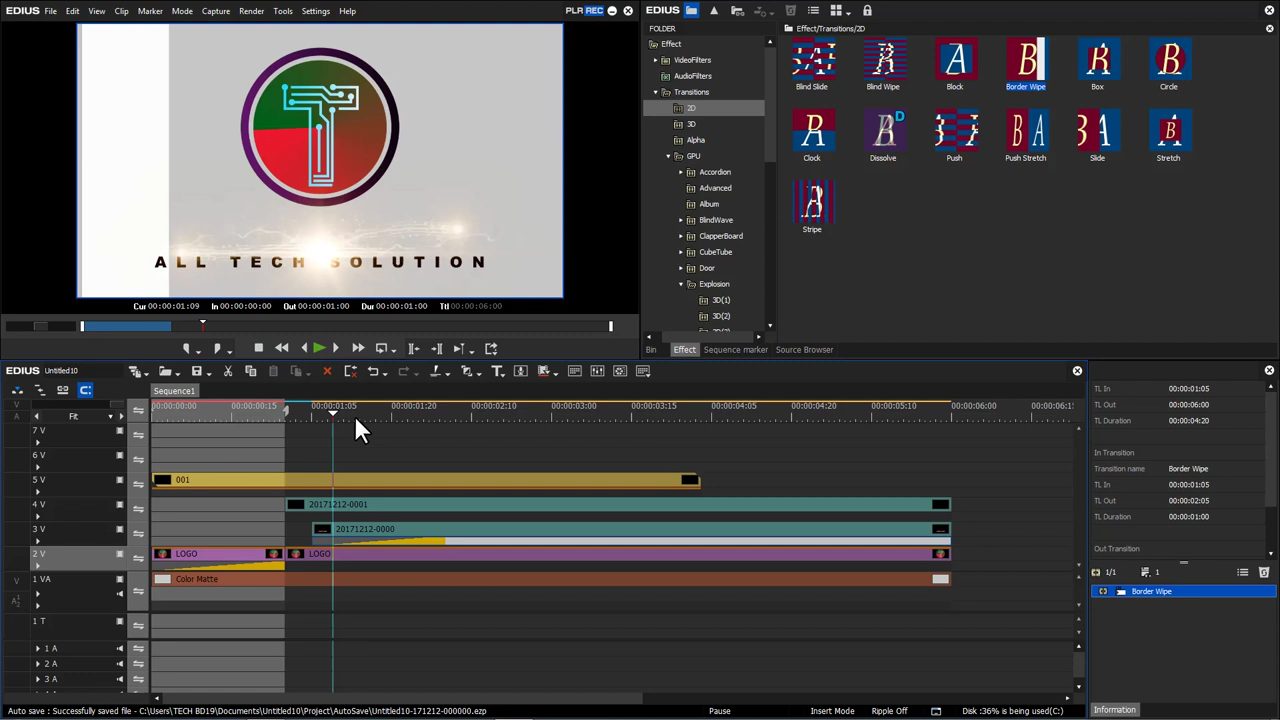 EDIUS File Edit View Clip Marker Mode Capture Render Tools Settings Help PLR REC
ALL TECH SOLUTION
Cur 00:00:01:09 In 00:00:00:00 Out 00:00:01:00 Dur 00:00:01:00 Ttl 00:00:06:00
EDIUS
FOLDER
Effect
VideoFilters
AudioFilters
Transitions
2D
3D
Alpha
GPU
Accordion
Advanced
Album
BlindWave
ClapperBoard
CubeTube
Door
Explosion
3D(1)
3D(2)
Bin Effect Sequence marker Source Browser
Effect/Transitions/2D
Blind Slide Blind Wipe Block Border Wipe Box Circle
Clock Dissolve Push Push Stretch Slide Stretch
Stripe
EDIUS Untitled10
Sequence1
V
A
Fit
00:00:00:00 00:00:00:15 00:00:01:05 00:00:01:20 00:00:02:10 00:00:03:00 00:00:03:15 00:00:04:05 00:00:04:20 00:00:05:10 00:00:06:00 00:00:06:15
7 V
6 V
5 V 001
4 V 20171212-0001
3 V 20171212-0000
2 V LOGO LOGO
1 VA Color Matte
1 T
1 A
2 A
3 A
EDIUS
TL In 00:00:01:05
TL Out 00:00:06:00
TL Duration 00:00:04:20
In Transition
Transition name Border Wipe
TL In 00:00:01:05
TL Out 00:00:02:05
TL Duration 00:00:01:00
Out Transition
1/1 1
Border Wipe
Information
Auto save : Successfully saved file - C:\Users\TECH BD19\Documents\Untitled10\Project\AutoSave\Untitled10-171212-000000.ezp Pause Insert Mode Ripple Off Disk :36% is being used(C:)